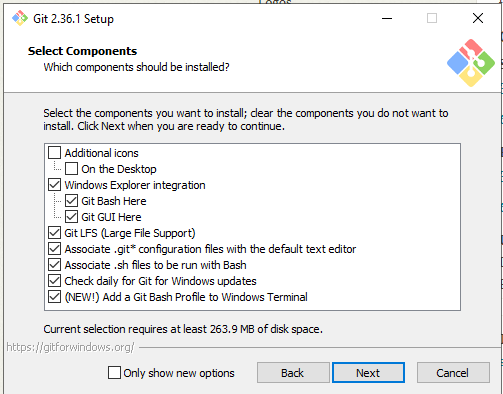 Git 2.36.1 Setup
Select Components
Which components should be installed?
Select the components you want to install; clear the components you do not want to
install. Click Next when you are ready to continue.
Additional icons
On the Desktop
Windows Explorer integration
Git Bash Here
Git GUI Here
Git LFS (Large File Support)
Associate .git* configuration files with the default text editor
Associate .sh files to be run with Bash
Check daily for Git for Windows updates
(NEW!) Add a Git Bash Profile to Windows Terminal
Current selection requires at least 263.9 MB of disk space.
https://gitforwindows.org/
Only show new options
Back
Next
Cancel